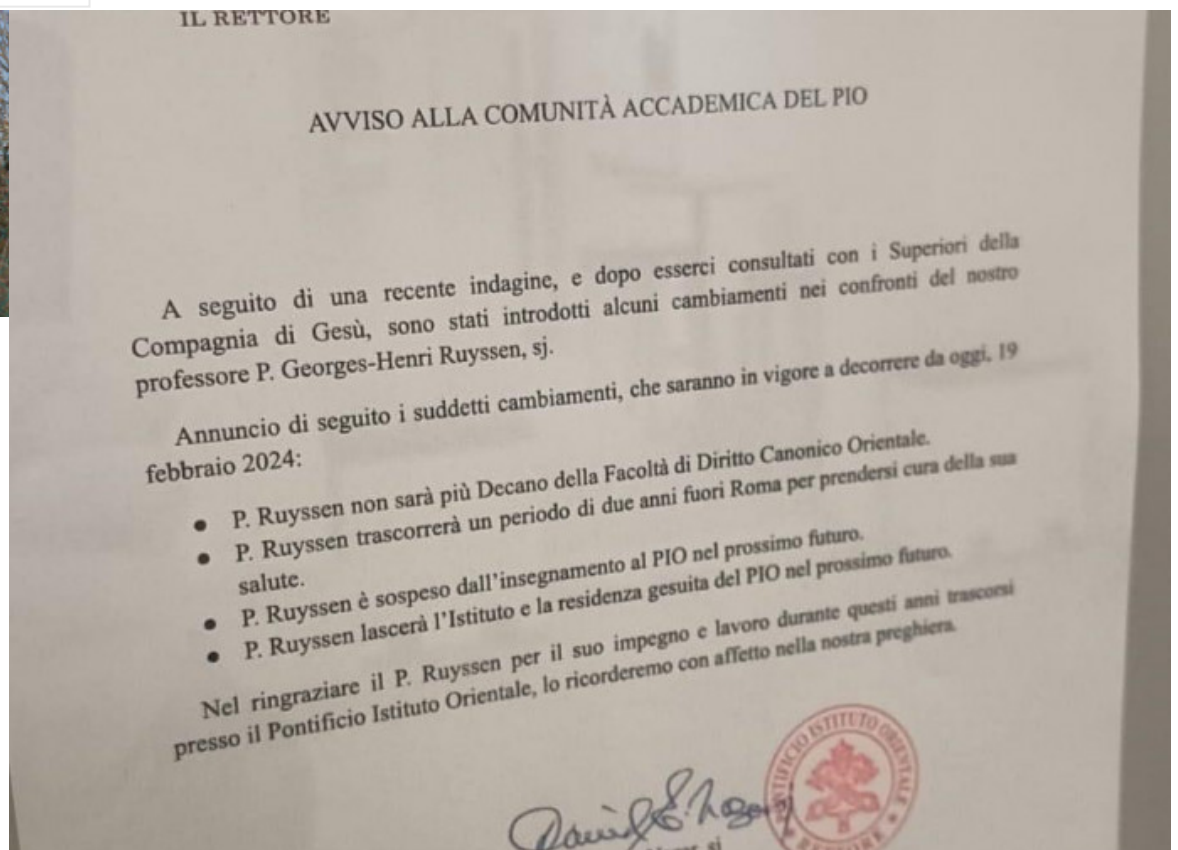 IL RETTORE
AVVISO ALLA COMUNITÀ ACCADEMICA DEL PIO
A seguito di una recente indagine, e dopo esserci consultati con i Superiori della
Compagnia di Gesù, sono stati introdotti alcuni cambiamenti nei confronti del nostro
professore P. Georges-Henri Ruyssen, sj.
Annuncio di seguito i suddetti cambiamenti, che saranno in vigore a decorrere da oggi, 19
febbraio 2024:
● P. Ruyssen non sarà più Decano della Facoltà di Diritto Canonico Orientale.
● P. Ruyssen trascorrerà un periodo di due anni fuori Roma per prendersi cura della sua
salute.
● P. Ruyssen è sospeso dall'insegnamento al PIO nel prossimo futuro.
● P. Ruyssen lascerà l'Istituto e la residenza gesuita del PIO nel prossimo futuro.
Nel ringraziare il P. Ruyssen per il suo impegno e lavoro durante questi anni trascorsi
presso il Pontificio Istituto Orientale, lo ricorderemo con affetto nella nostra preghiera.
PONTIFICIO ISTITUTO ORIENTALE
RETTORE
David E.
sj